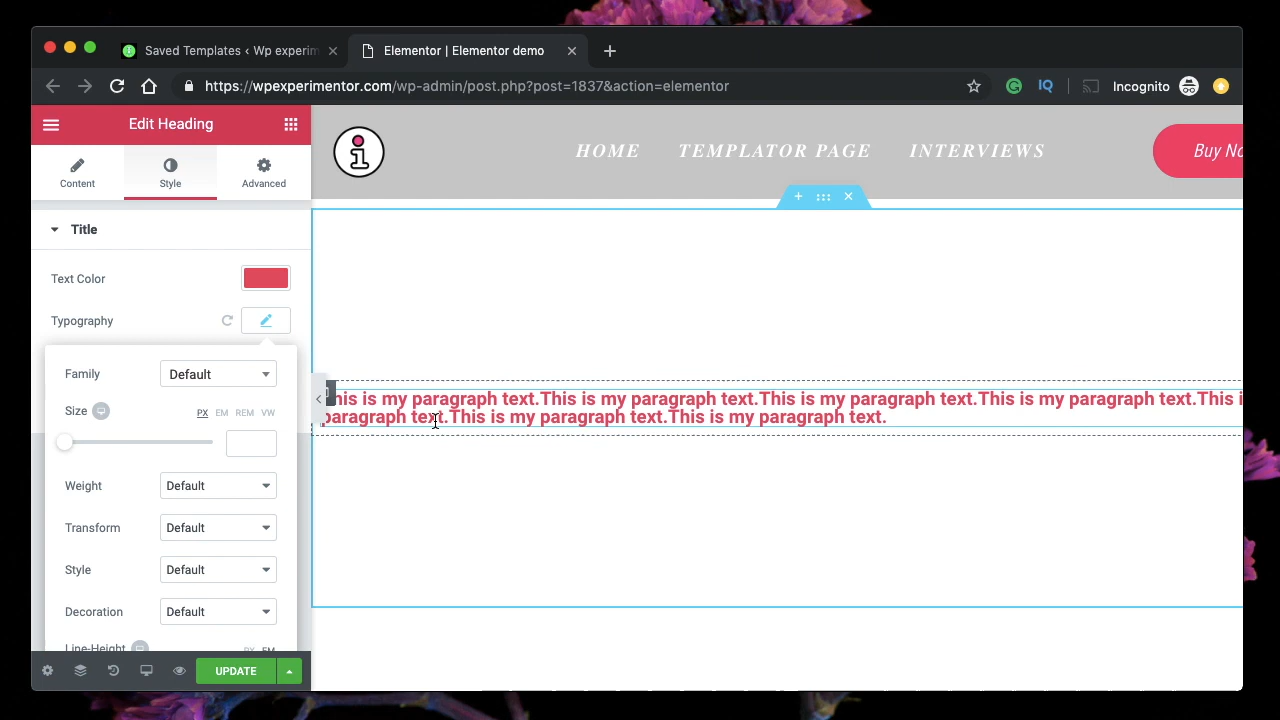 Saved Templates ‹ Wp experim
Elementor | Elementor demo
https://wpexperimentor.com/wp-admin/post.php?post=1837&action=elementor
IQ
Incognito
Edit Heading
Content
Style
Advanced
HOME
TEMPLATOR PAGE
INTERVIEWS
Buy No
Title
Text Color
Typography
Family
Default
Size
PX EM REM VW
Weight
Default
Transform
Default
Style
Default
Decoration
Default
Line-Height
PX EM
UPDATE
his is my paragraph text.This is my paragraph text.This is my paragraph text.This is my paragraph text.This i
paragraph text.This is my paragraph text.This is my paragraph text.